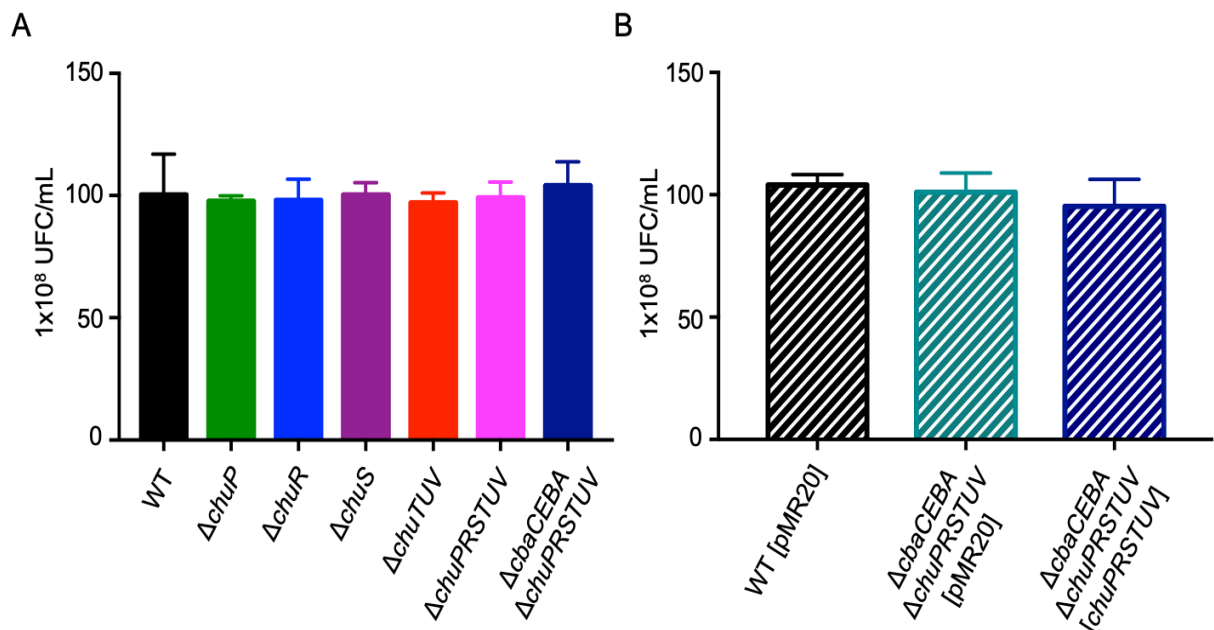 A
1x10⁸ UFC/mL
150
100
50
0
WT
ΔchuP
ΔchuR
ΔchuS
ΔchuTUV
ΔchuPRSTUV
ΔcbaCEBA
ΔchuPRSTUV
B
1x10⁸ UFC/mL
150
100
50
0
WT [pMR20]
ΔcbaCEBA
ΔchuPRSTUV
[pMR20]
ΔcbaCEBA
ΔchuPRSTUV
[chuPRSTUV]